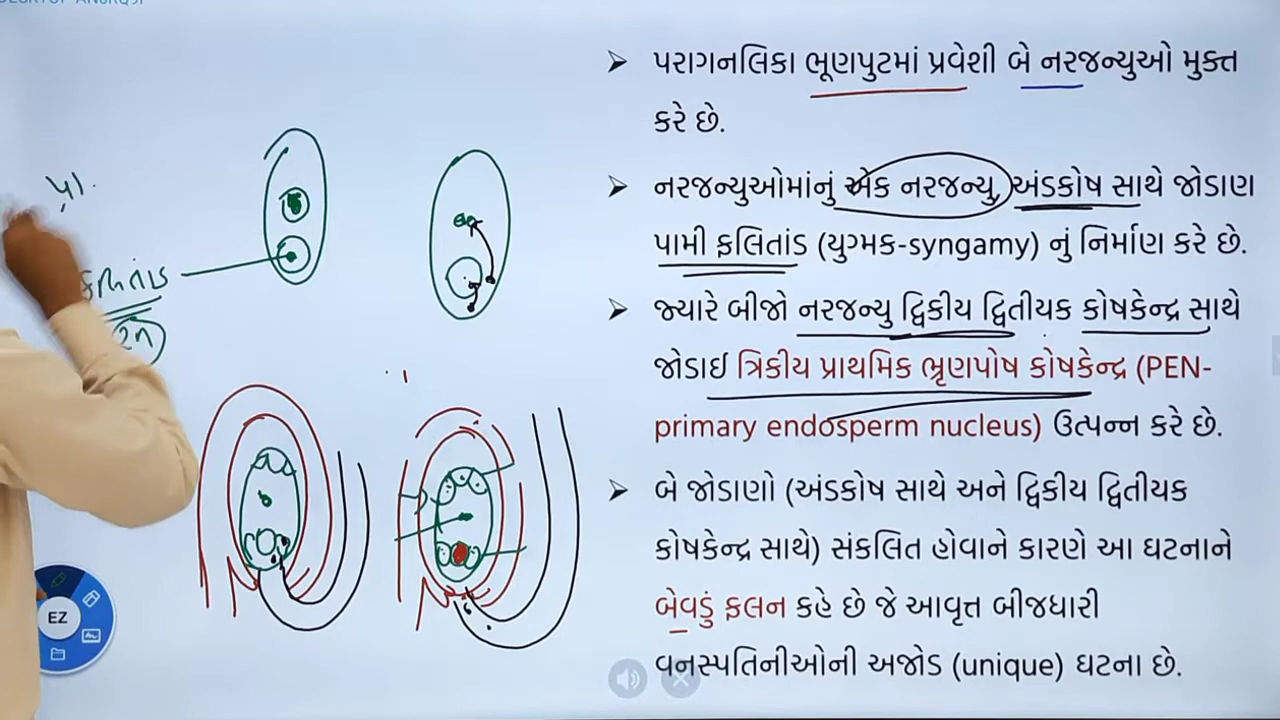 પરાગનલિકા ભૂણપુટમાં પ્રવેશી બે નરજન્યુઓ મુક્ત
કરે છે.
નરજન્યુઓમાંનું એક નરજન્યુ, અંડકોષ સાથે જોડાણ
પામી ફલિતાંડ (યુગ્મક-syngamy) નું નિર્માણ કરે છે.
જ્યારે બીજો નરજન્યુ દ્વિકીય દ્વિતીયક કોષકેન્દ્ર સાથે
જોડાઇ ત્રિકીય પ્રાથમિક ભ્રૂણપોષ કોષકેન્દ્ર (PEN-
primary endosperm nucleus) ઉત્પન્ન કરે છે.
બે જોડાણો (અંડકોષ સાથે અને દ્વિકીય દ્વિતીયક
કોષકેન્દ્ર સાથે) સંકલિત હોવાને કારણે આ ઘટનાને
બેવડું ફલન કહે છે જે આવૃત્ત બીજધારી
વનસ્પતિનીઓની અજોડ (unique) ઘટના છે.
2n
EZ